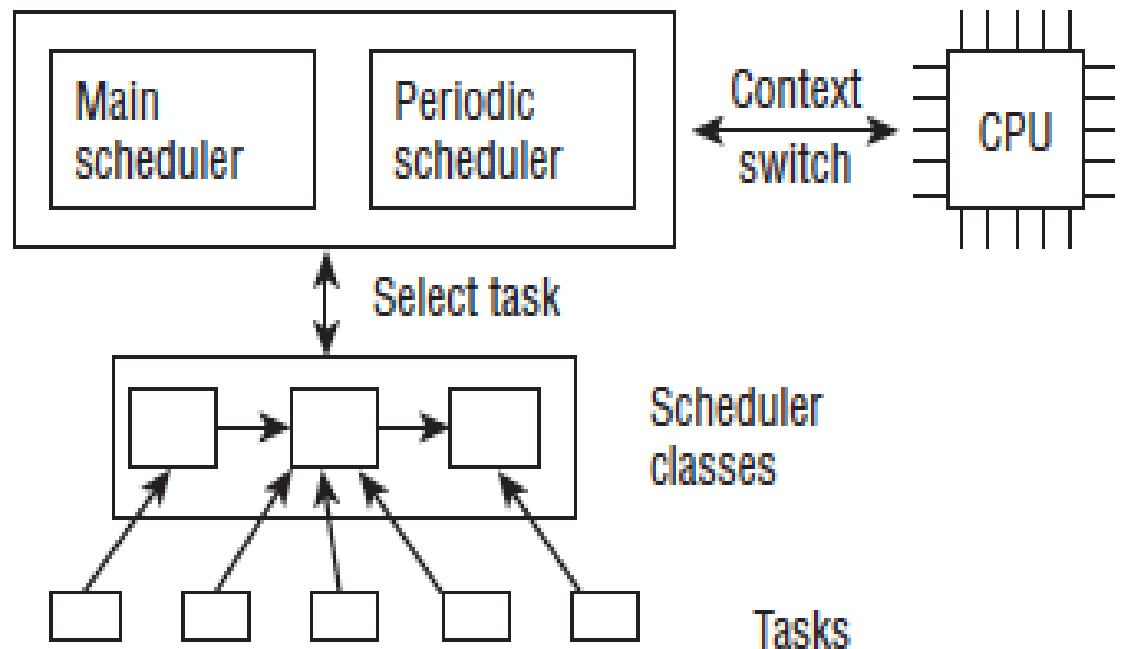 Main
scheduler
Periodic
scheduler
Context
switch
CPU
Select task
Scheduler
classes
Tasks